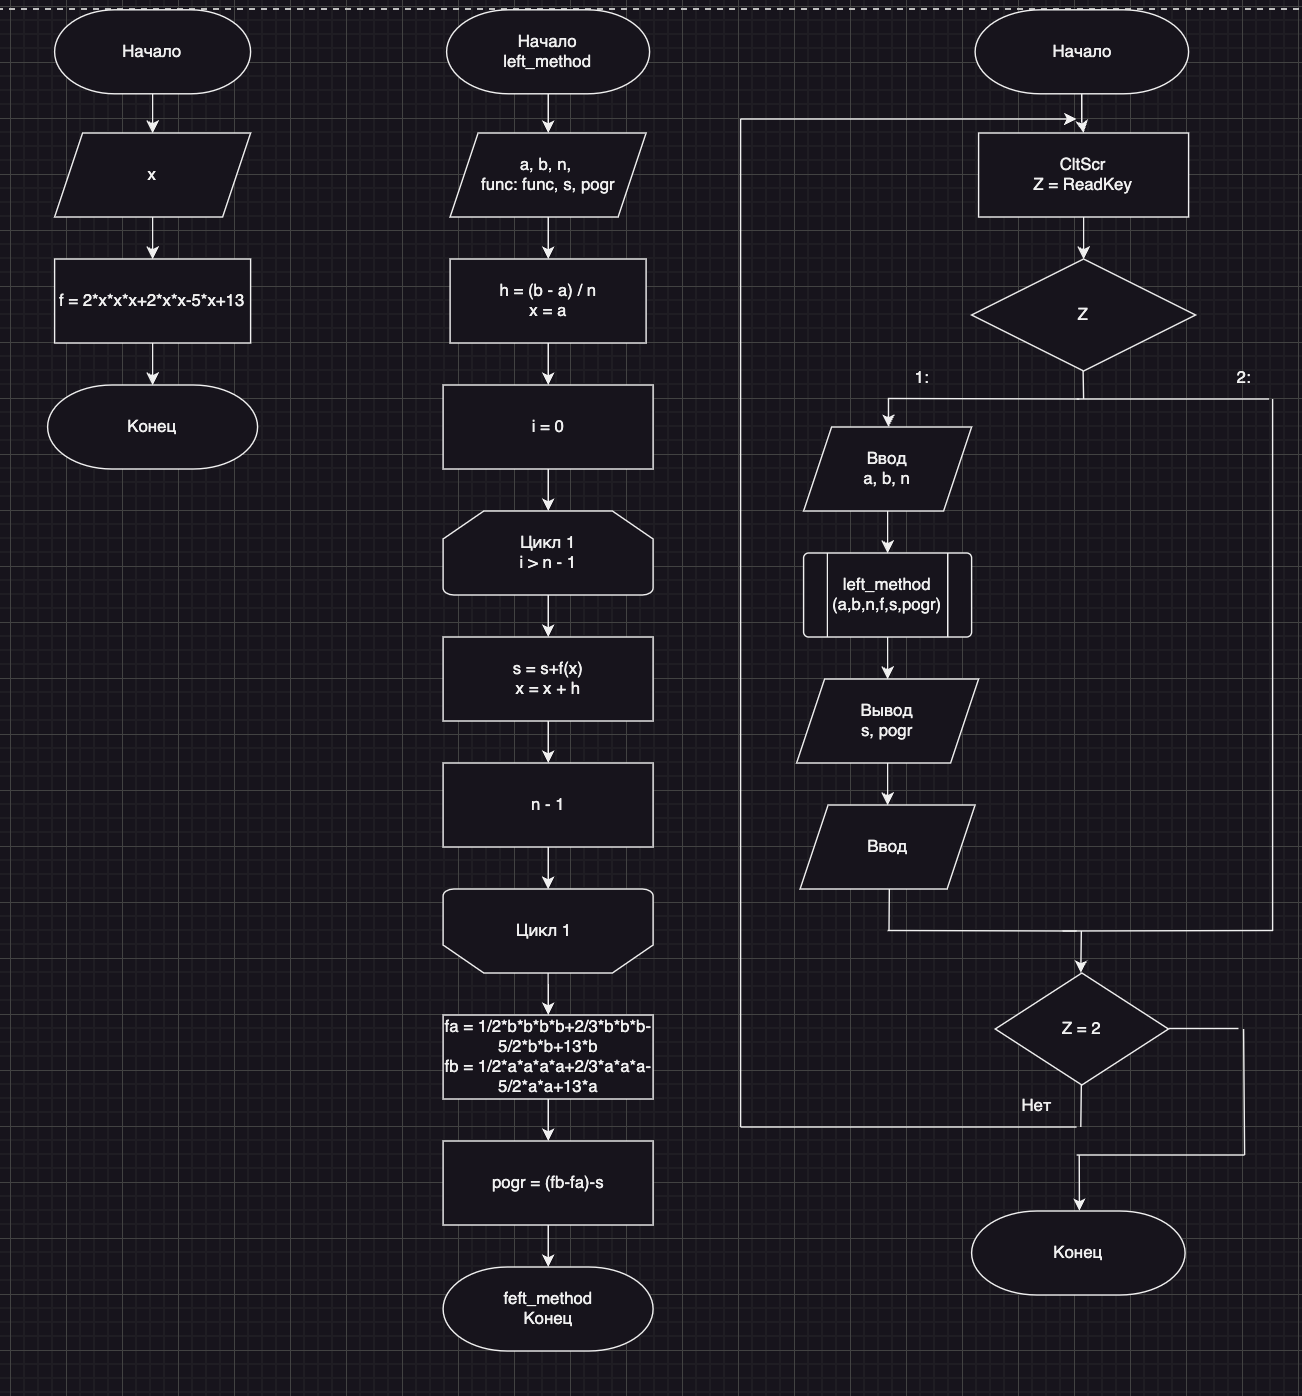 Начало
x
f = 2*x*x*x+2*x*x-5*x+13
Конец
Начало
left_method
a, b, n,
func: func, s, pogr
h = (b - a) / n
x = a
i = 0
Цикл 1
i > n - 1
s = s+f(x)
x = x + h
n - 1
Цикл 1
fa = 1/2*b*b*b*b+2/3*b*b*b-
5/2*b*b+13*b
fb = 1/2*a*a*a*a+2/3*a*a*a-
5/2*a*a+13*a
pogr = (fb-fa)-s
feft_method
Конец
Начало
CltScr
Z = ReadKey
Z
1:
2:
Ввод
a, b, n
left_method
(a,b,n,f,s,pogr)
Вывод
s, pogr
Ввод
Z = 2
Нет
Конец